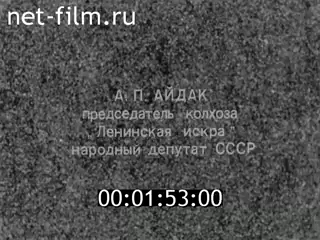 net-film.ru
А. П. АЙДАК
председатель колхоза
"Ленинская искра"
народный депутат СССР
00:01:53:00